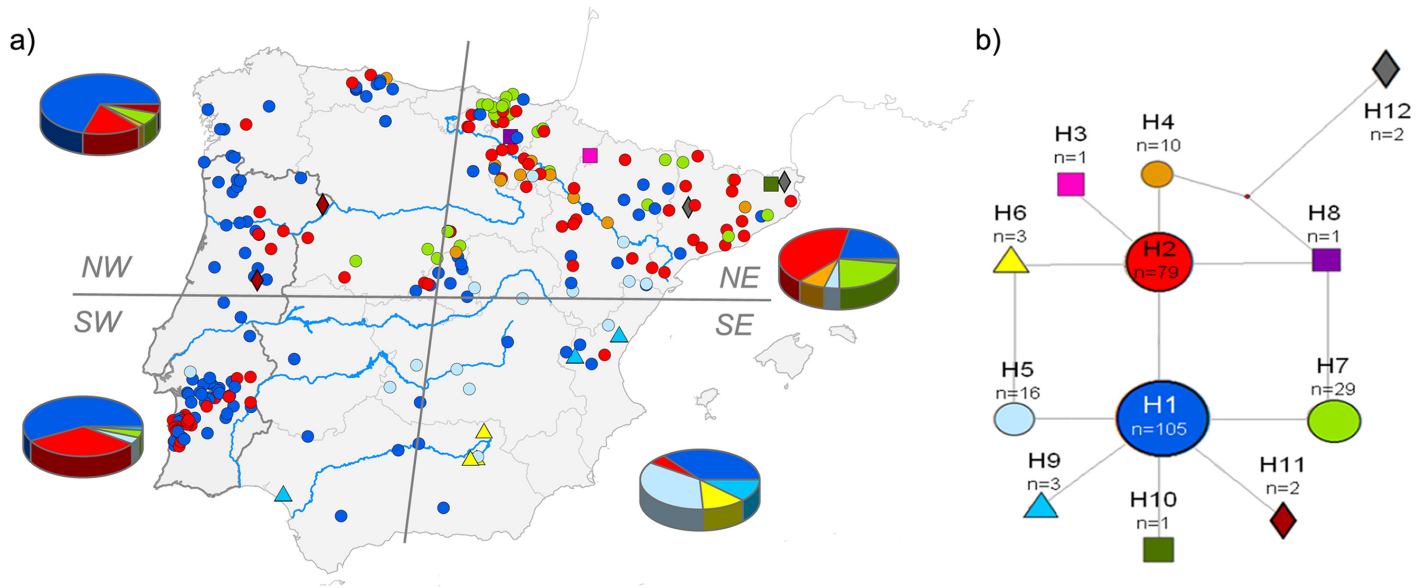 a)
NW
NE
SW
SE
b)
H12
n=2
H3
n=1
H4
n=10
H6
n=3
H2
n=79
H8
n=1
H5
n=16
H1
n=105
H7
n=29
H9
n=3
H10
n=1
H11
n=2